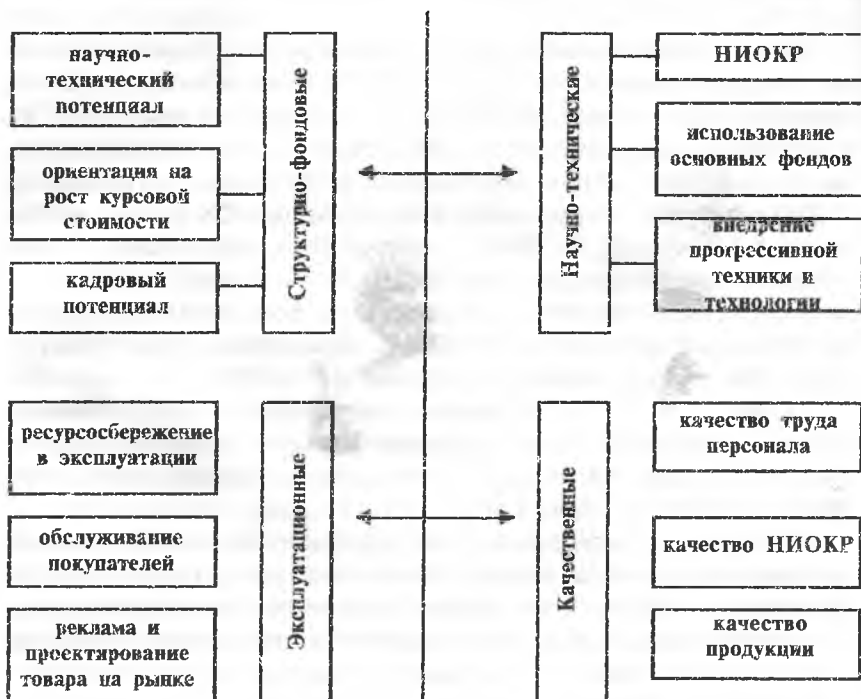 научно-
технический
потенциал
ориентация на
рост курсовой
стоимости
кадровый
потенциал
Структурно-фондовые
Научно-технические
НИОКР
использование
основных фондов
внедрение
прогрессивной
техники и
технологии
ресурсосбережение
в эксплуатации
обслуживание
покупателей
реклама и
проектирование
товара на рынке
Эксплуатационные
Качественные
качество труда
персонала
качество НИОКР
качество
продукции